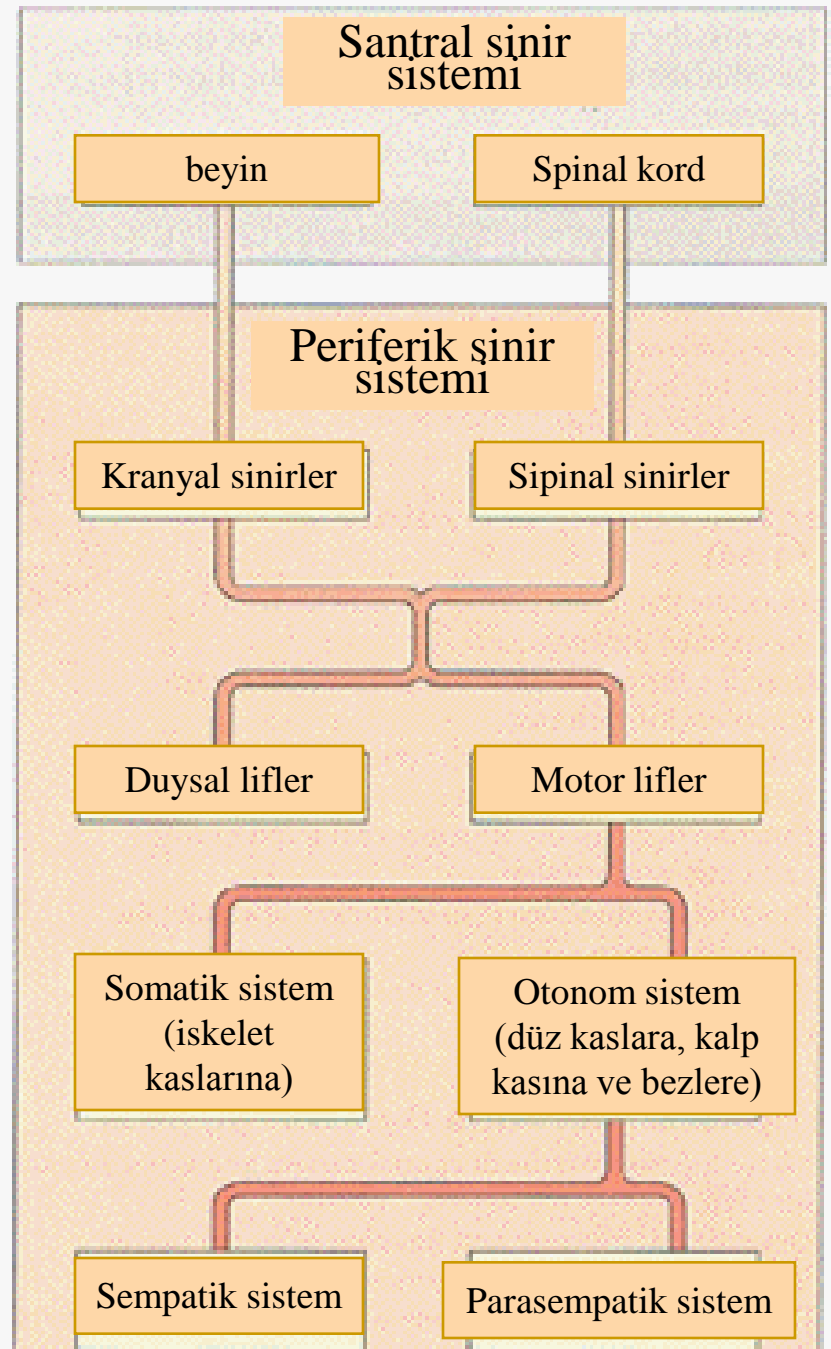 Santral sinir
sistemi
beyin
Spinal kord
Periferik sinir
sistemi
Kranyal sinirler
Sipinal sinirler
Duysal lifler
Motor lifler
Somatik sistem
(iskelet
kaslarına)
Otonom sistem
(düz kaslara, kalp
kasına ve bezlere)
Sempatik sistem
Parasempatik sistem